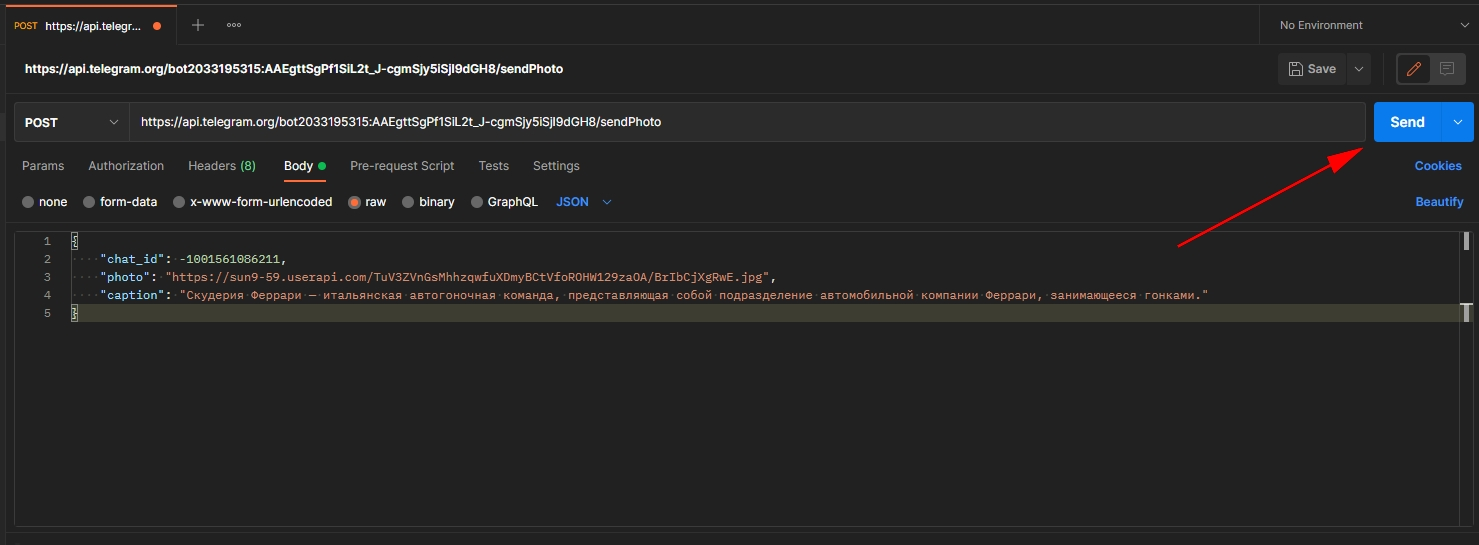 POST https://api.telegr... No Environment
https://api.telegram.org/bot2033195315:AAEgttSgPf1SiL2t_J-cgmSjy5iSjI9dGH8/sendPhoto Save
POST https://api.telegram.org/bot2033195315:AAEgttSgPf1SiL2t_J-cgmSjy5iSjI9dGH8/sendPhoto Send
Params Authorization Headers (8) Body Pre-request Script Tests Settings Cookies
none form-data x-www-form-urlencoded raw binary GraphQL JSON Beautify
1 {
2 "chat_id": -1001561086211,
3 "photo": "https://sun9-59.userapi.com/TuV3ZVnGsMhhzqwfuXDmyBCtVfoROHW129zaOA/BrIbCjXgRwE.jpg",
4 "caption": "Скудерия Феррари — итальянская автогоночная команда, представляющая собой подразделение автомобильной компании Феррари, занимающееся гонками."
5 }